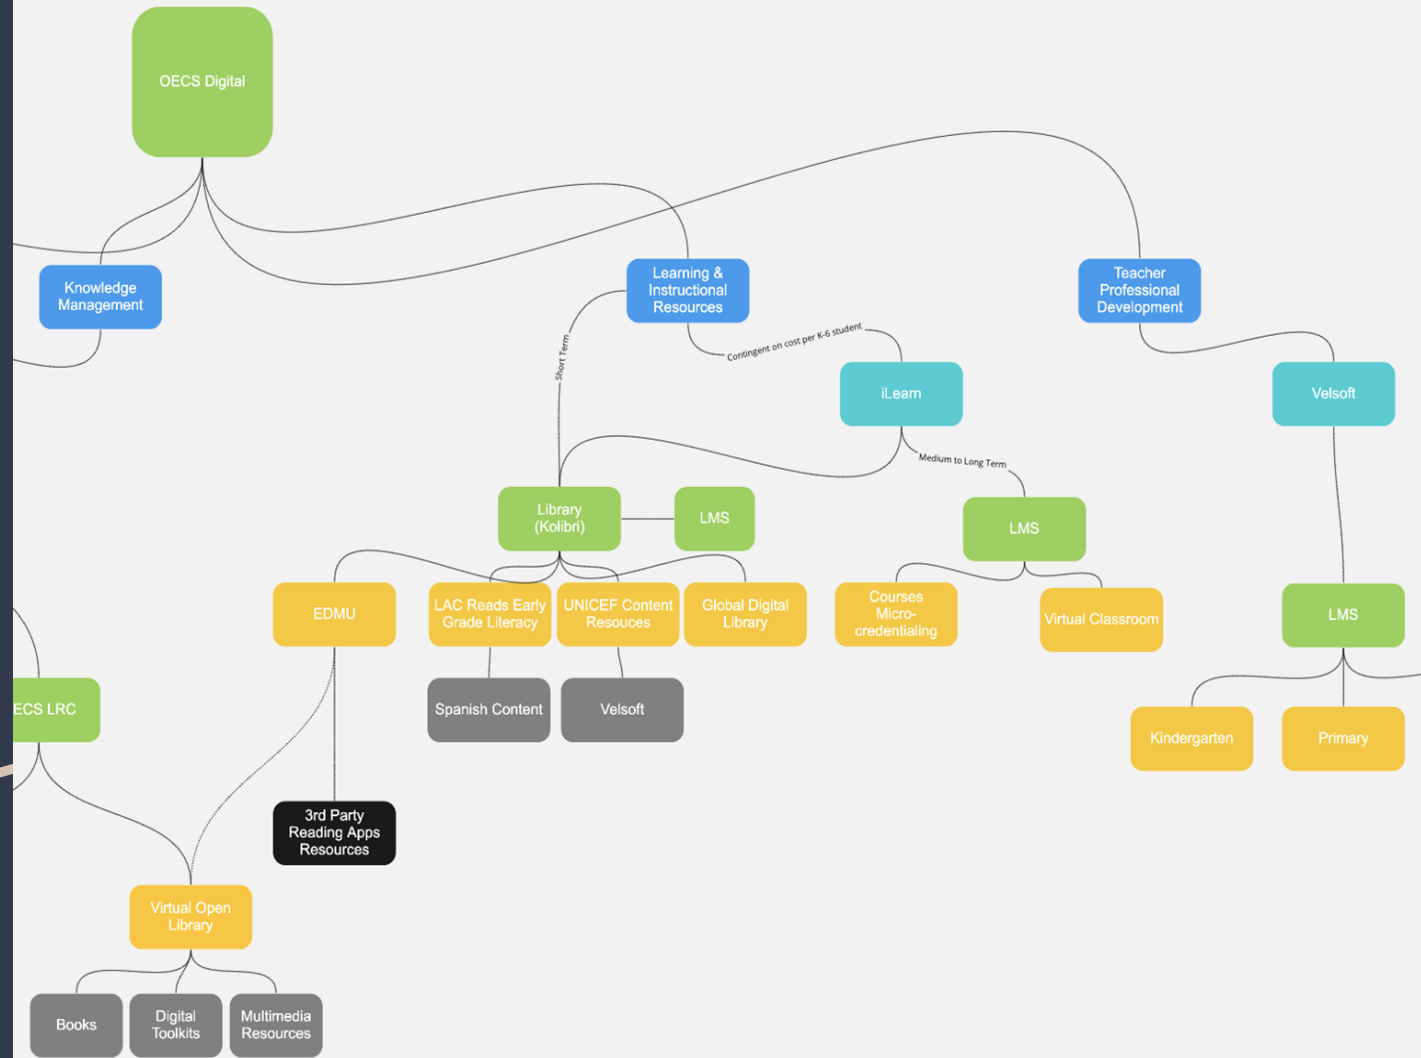 OECS Digital
Knowledge
Management
Learning &
Instructional
Resources
Teacher
Professional
Development
Short Term
Contingent on cost per K-6 student
iLearn
Velsoft
Medium to Long Term
Library
(Kolibri)
LMS
LMS
EDMU
LAC Reads Early
Grade Literacy
UNICEF Content
Resouces
Global Digital
Library
Courses
Micro-
credentialing
Virtual Classroom
LMS
ECS LRC
Spanish Content
Velsoft
Kindergarten
Primary
3rd Party
Reading Apps
Resources
Virtual Open
Library
Books
Digital
Toolkits
Multimedia
Resources